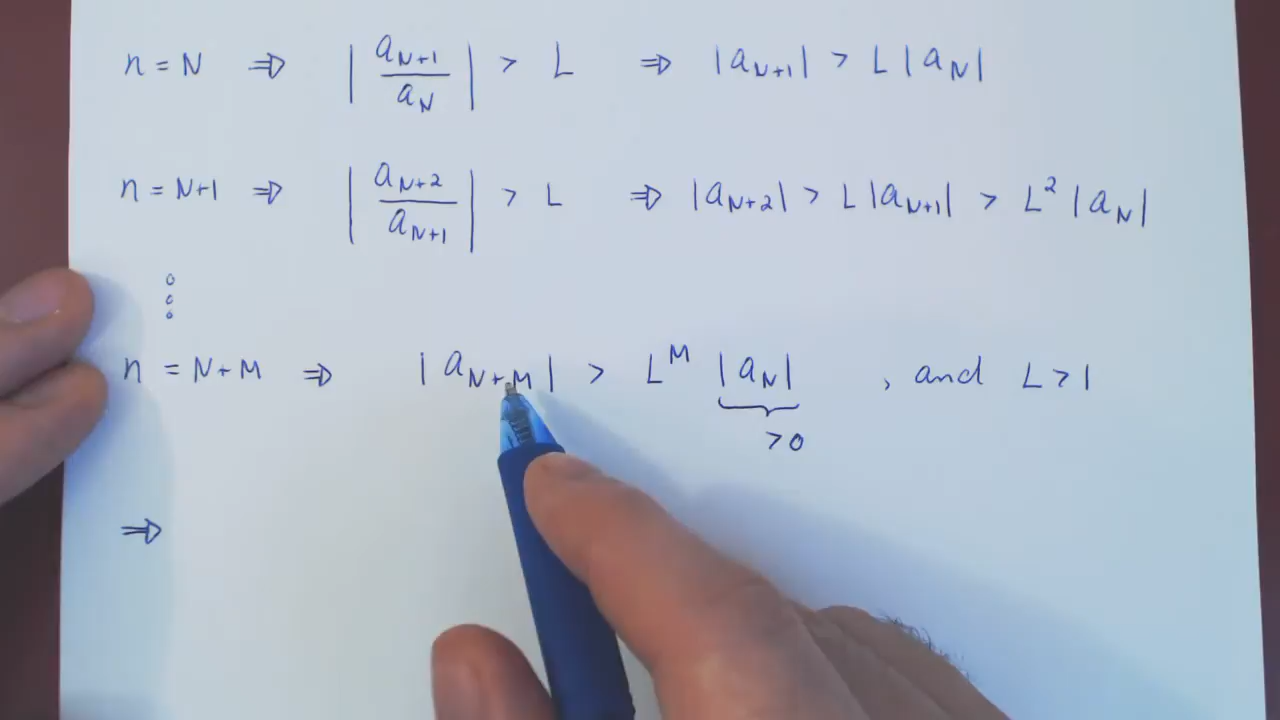 n = N ⇒ | a_{N+1} / a_N | > L ⇒ |a_{N+1}| > L |a_N|
n = N+1 ⇒ | a_{N+2} / a_{N+1} | > L ⇒ |a_{N+2}| > L |a_{N+1}| > L² |a_N|
⋮
n = N+M ⇒ |a_{N+M}| > L^M |a_N| , and L > 1
> 0
⇒